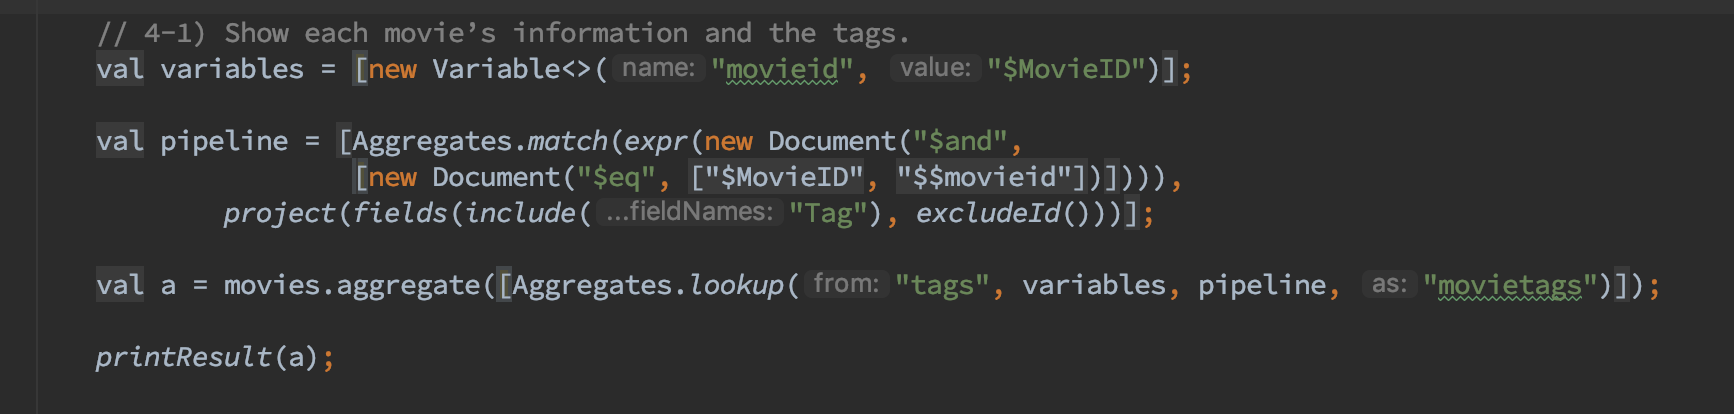 // 4-1) Show each movie’s information and the tags.
val variables = [new Variable<>( name: "movieid", value: "$MovieID")];
val pipeline = [Aggregates.match(expr(new Document("$and",
[new Document("$eq", ["$MovieID", "$$movieid"])]))),
project(fields(include( ...fieldNames: "Tag"), excludeId()))];
val a = movies.aggregate([Aggregates.lookup( from: "tags", variables, pipeline, as: "movietags")]);
printResult(a);